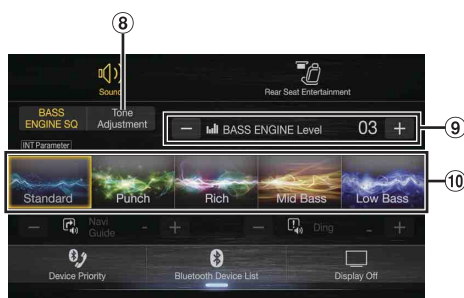 8
Sound
Rear Seat Entertainment
BASS
ENGINE SQ
Tone
Adjustment
− BASS ENGINE Level 03 +
9
INT Parameter
Standard Punch Rich Mid Bass Low Bass
10
− Navi
Guide - + − Ding - +
Device Priority Bluetooth Device List Display Off